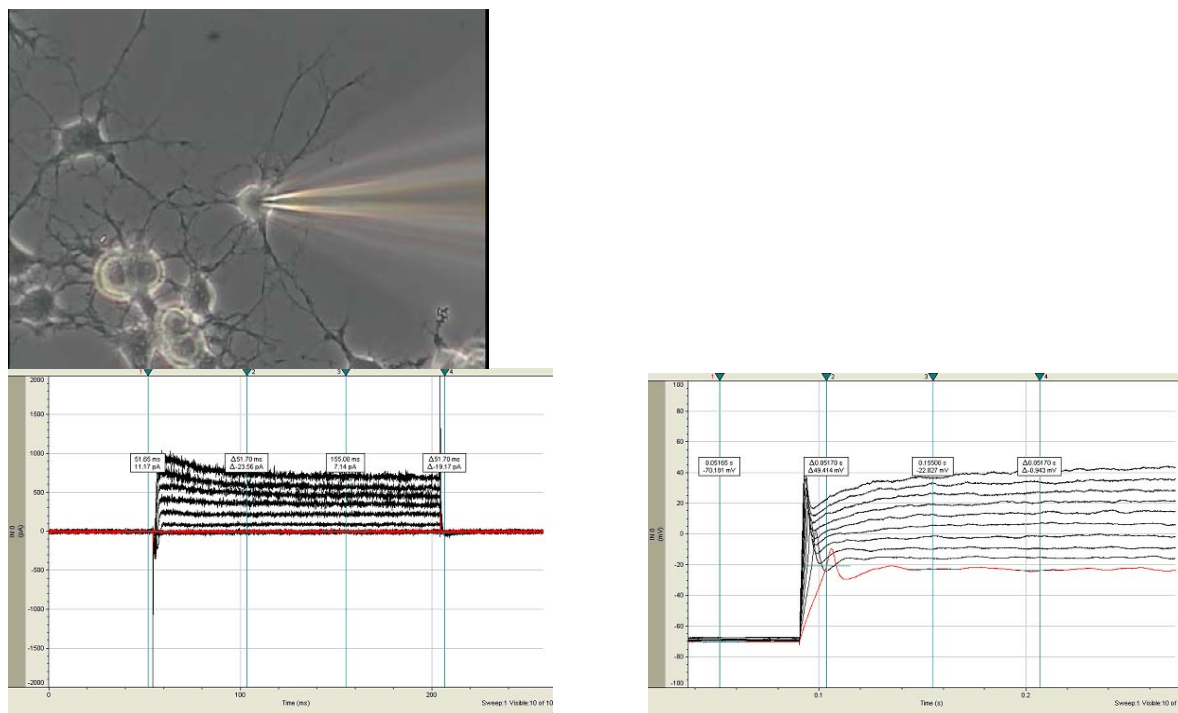 1
2
3
4
2000
1500
1000
500
0
-500
-1000
-1500
-2000
IN 0
(pA)
51.65 ms
11.17 pA
Δ51.70 ms
Δ-23.56 pA
155.00 ms
7.14 pA
Δ51.70 ms
Δ-19.17 pA
0
100
200
Time (ms)
Sweep:1 Visible:10 of 10
1
2
3
4
100
80
60
40
20
0
-20
-40
-60
-80
-100
IN 0
(mV)
0.05165 s
-70.181 mV
Δ0.05170 s
Δ49.414 mV
0.15500 s
-22.827 mV
Δ0.05170 s
Δ-0.943 mV
0.1
0.2
Time (s)
Sweep:1 Visible:10 of